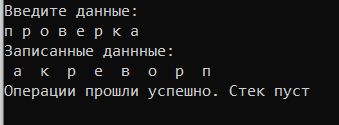 Введите данные:
п р о в е р к а
Записанные даннные:
 а  к  р  е  в  о  р  п
Операции прошли успешно. Стек пуст